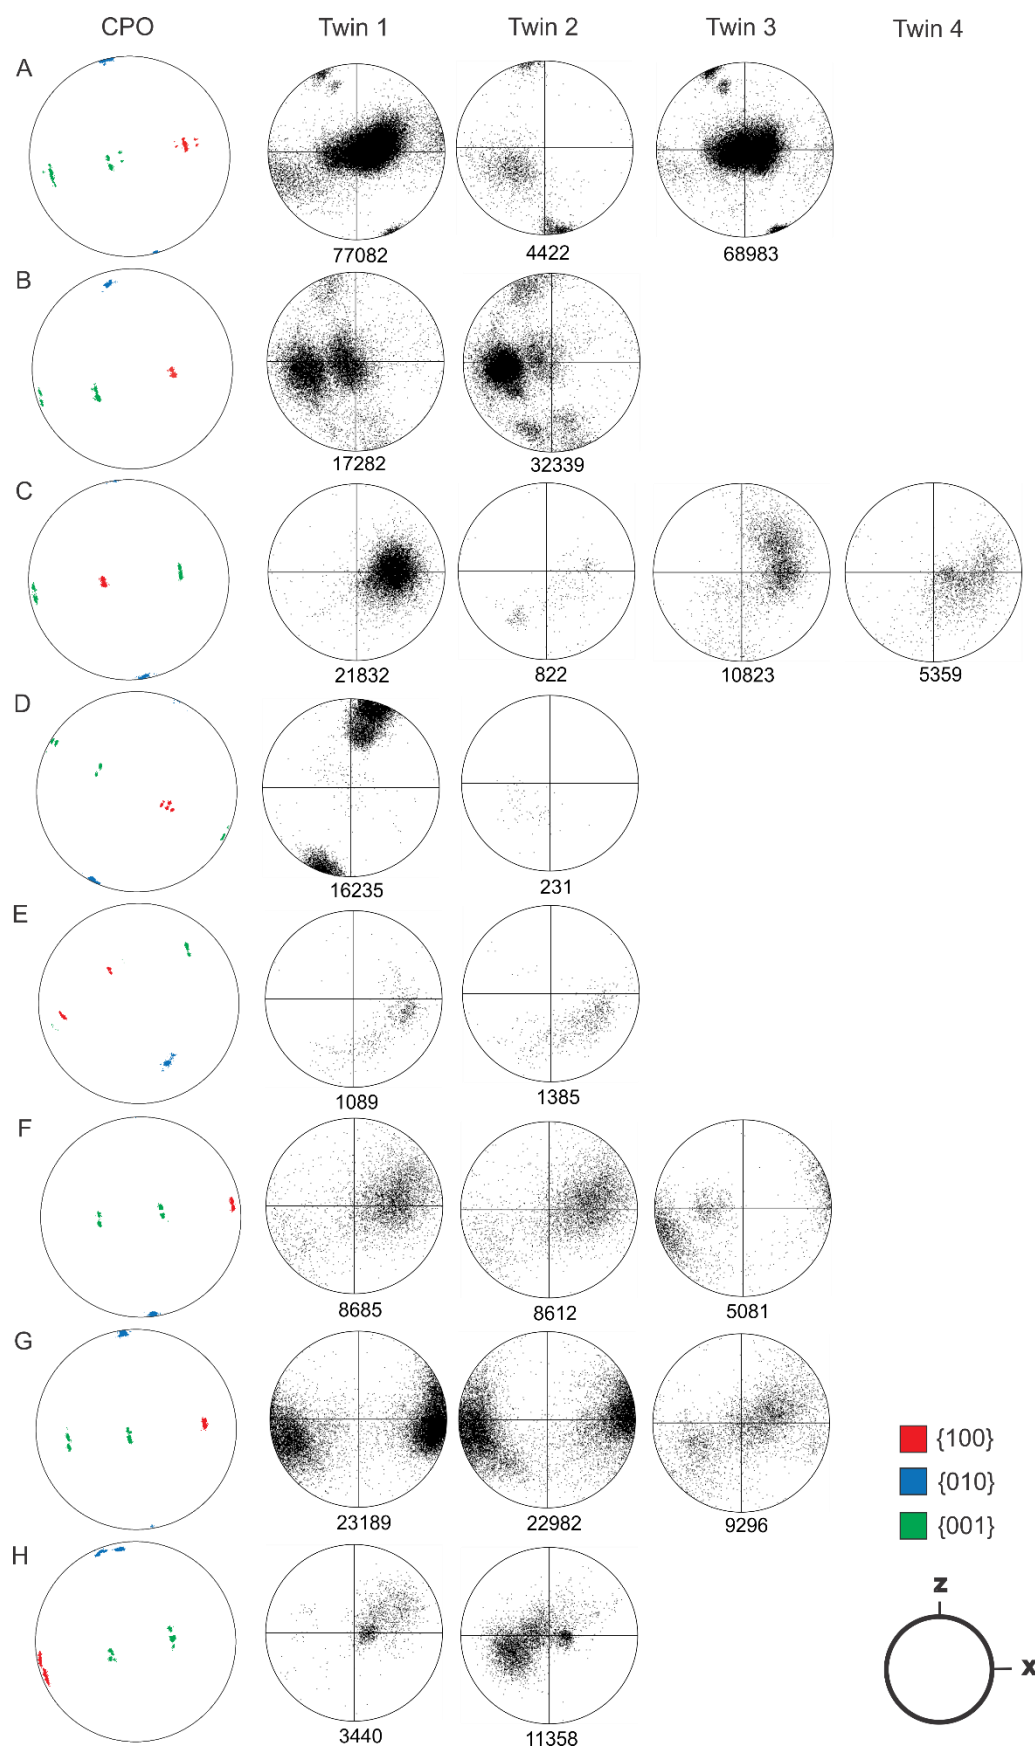 CPO Twin 1 Twin 2 Twin 3 Twin 4
A
77082 4422 68983
B
17282 32339
C
21832 822 10823 5359
D
16235 231
E
1089 1385
F
8685 8612 5081
G
23189 22982 9296
{100}
{010}
{001}
H
3440 11358
z
x